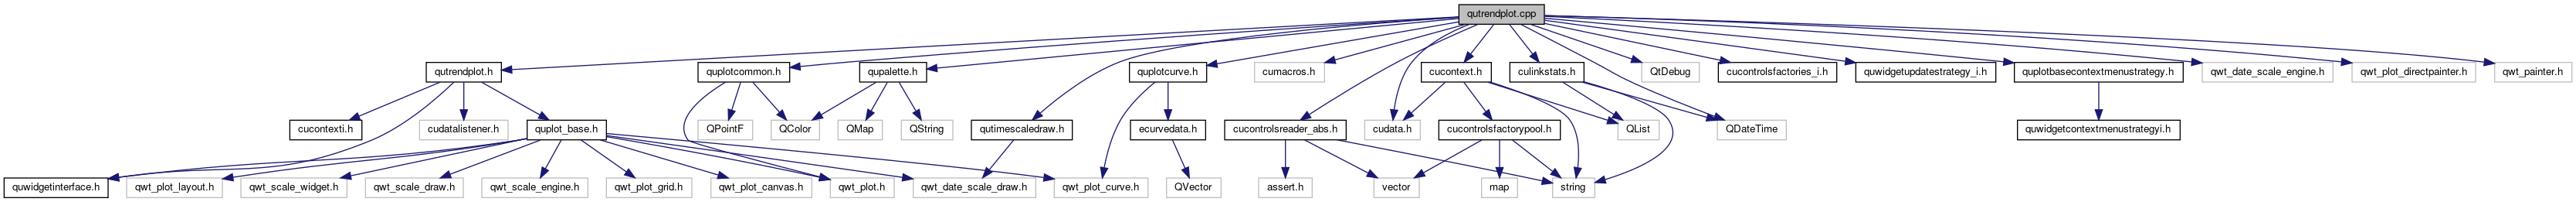 qutrendplot.cpp
qutrendplot.h
quplotcommon.h
qupalette.h
quplotcurve.h
cumacros.h
cucontext.h
culinkstats.h
QtDebug
cucontrolsfactories_i.h
quwidgetupdatestrategy_i.h
quplotbasecontextmenustrategy.h
qwt_date_scale_engine.h
qwt_plot_directpainter.h
qwt_painter.h
cucontexti.h
cudatalistener.h
quplot_base.h
QPointF
QColor
QMap
QString
qutimescaledraw.h
ecurvedata.h
cucontrolsreader_abs.h
cudata.h
cucontrolsfactorypool.h
QList
QDateTime
quwidgetcontextmenustrategyi.h
quwidgetinterface.h
qwt_plot_layout.h
qwt_scale_widget.h
qwt_scale_draw.h
qwt_scale_engine.h
qwt_plot_grid.h
qwt_plot_canvas.h
qwt_plot.h
qwt_date_scale_draw.h
qwt_plot_curve.h
QVector
assert.h
vector
map
string